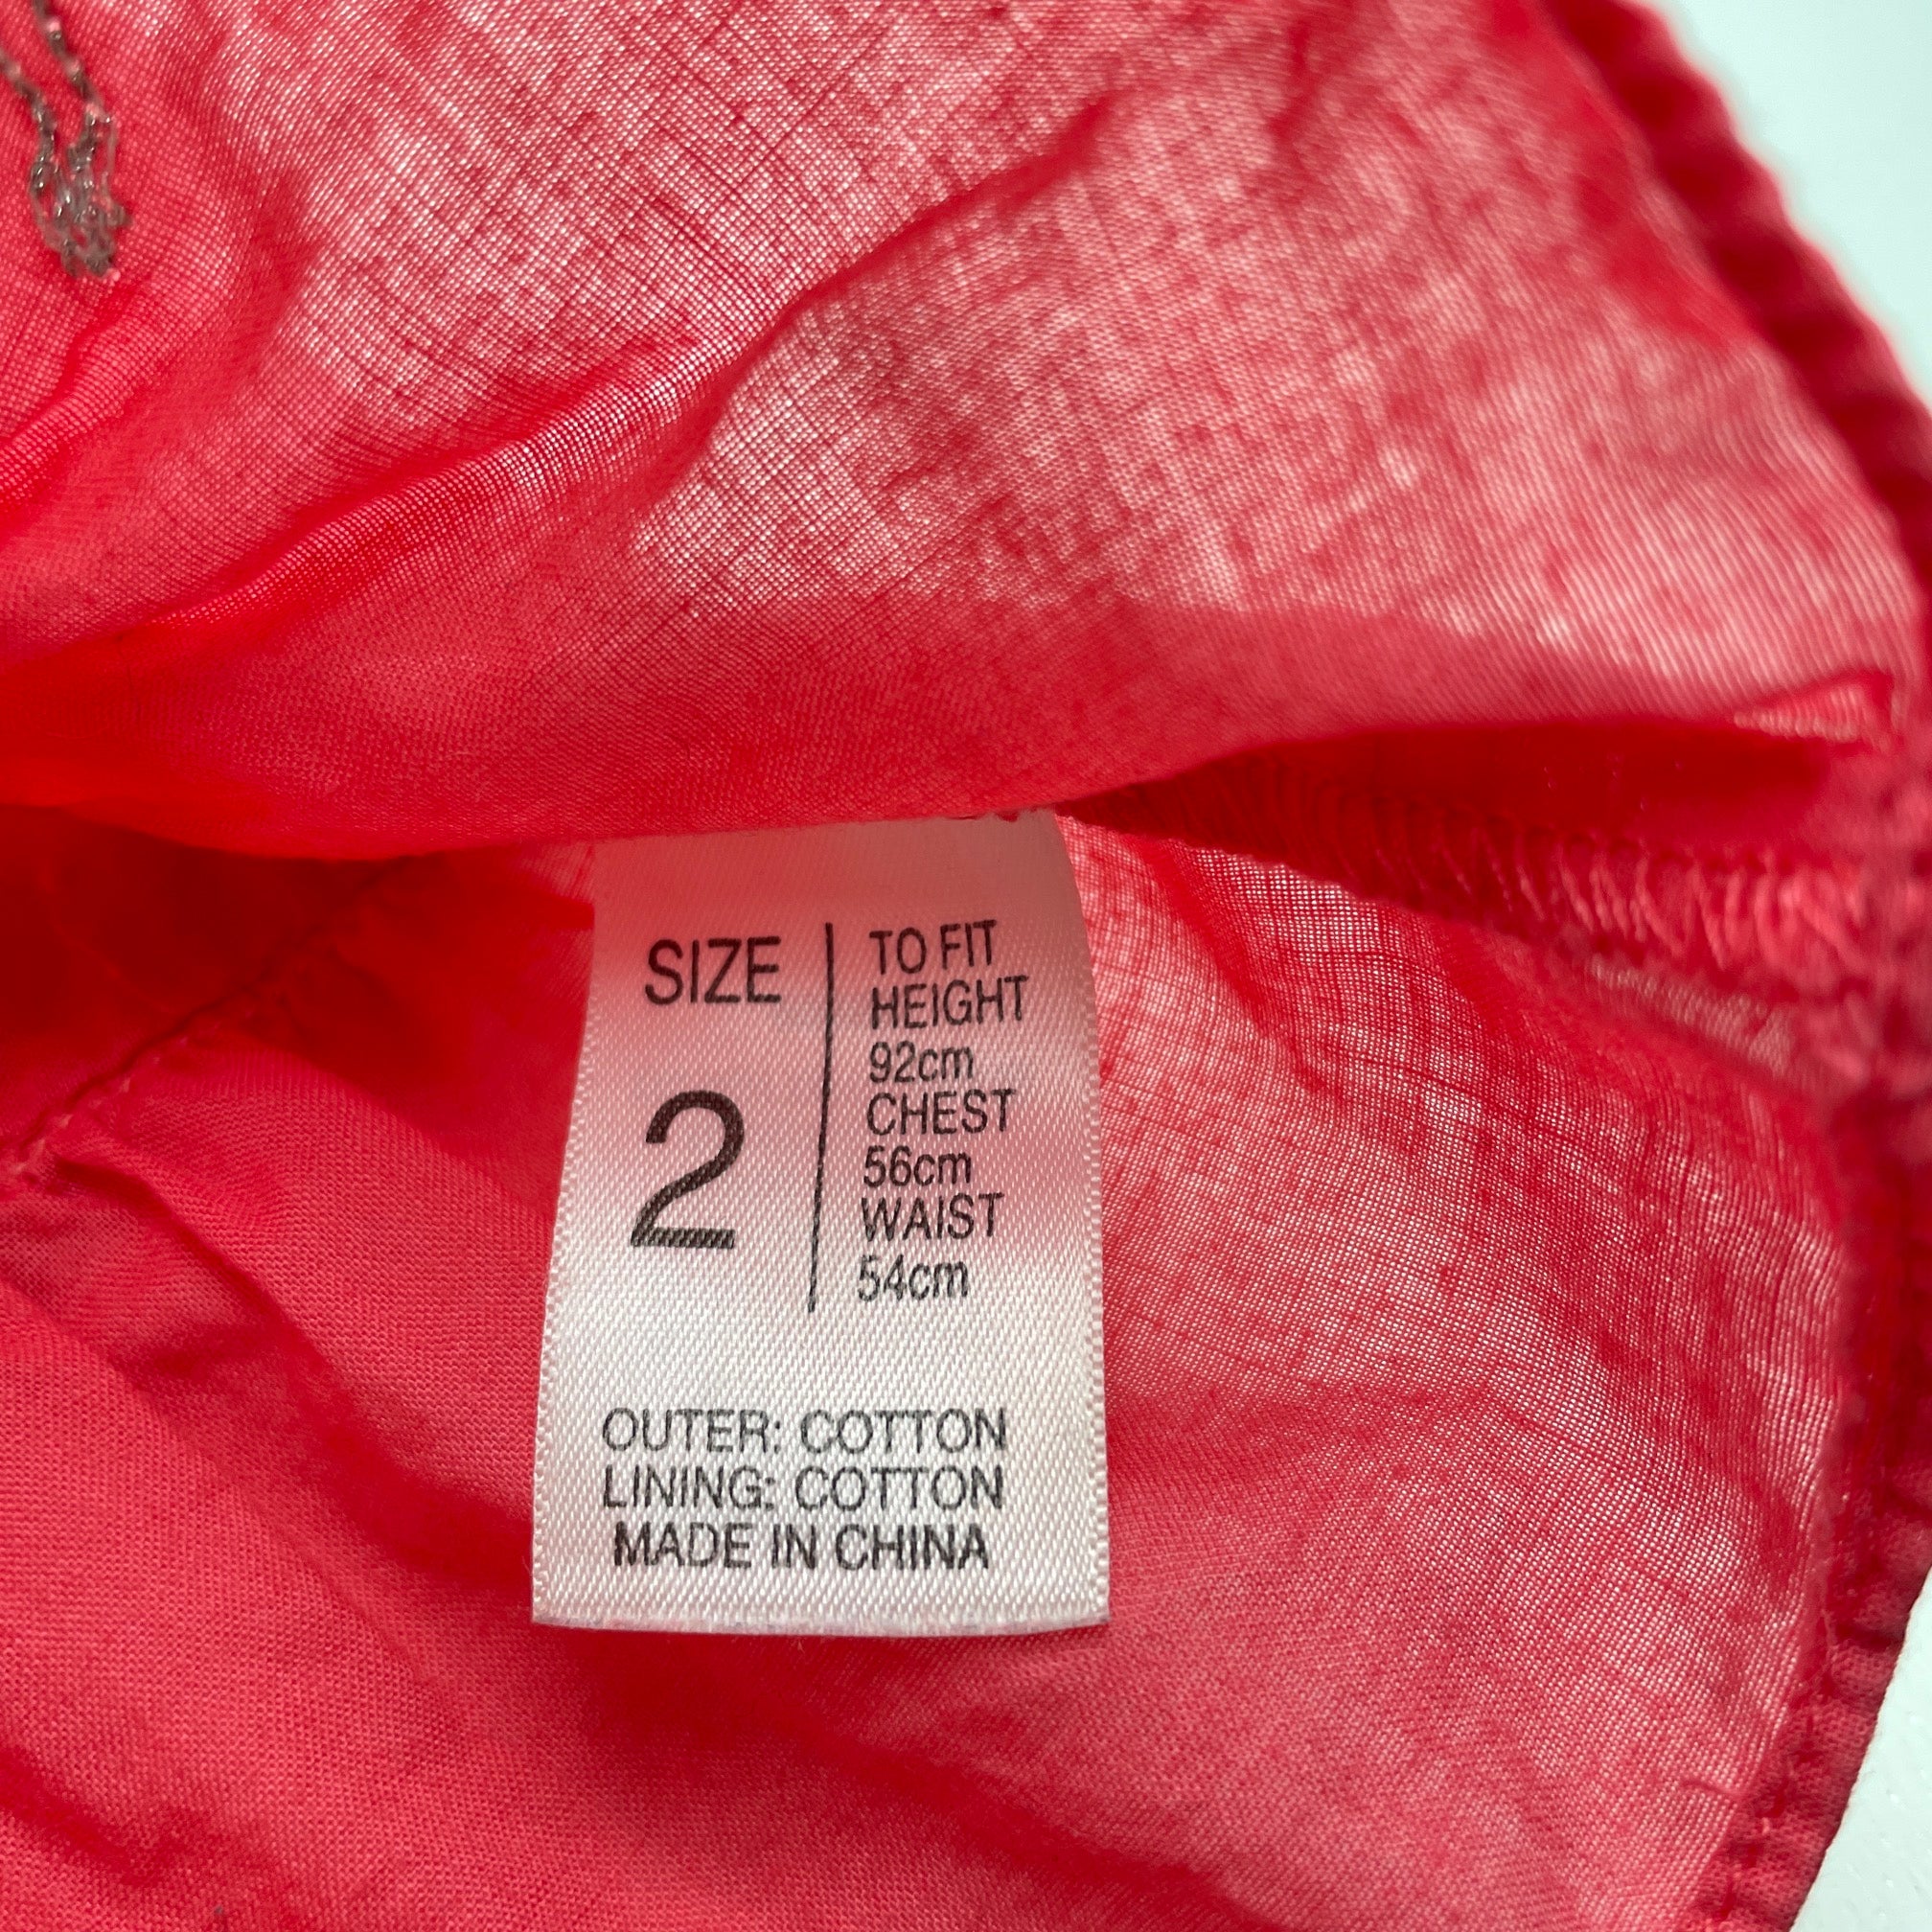 SIZE
2
TO FIT
HEIGHT
92cm
CHEST
56cm
WAIST
54cm
OUTER: COTTON
LINING: COTTON
MADE IN CHINA